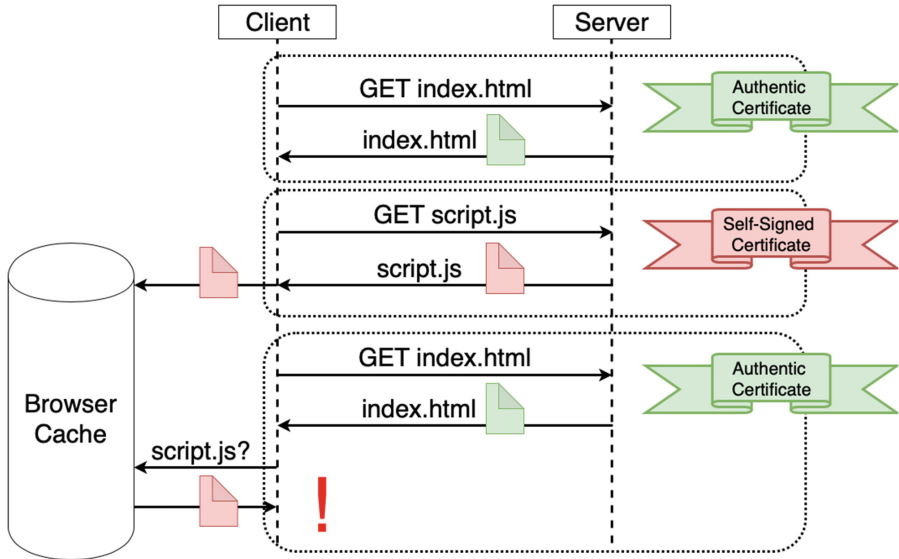 Client
Server
GET index.html
Authentic
Certificate
index.html
GET script.js
Self-Signed
Certificate
script.js
GET index.html
Authentic
Certificate
index.html
Browser
Cache
script.js?
!